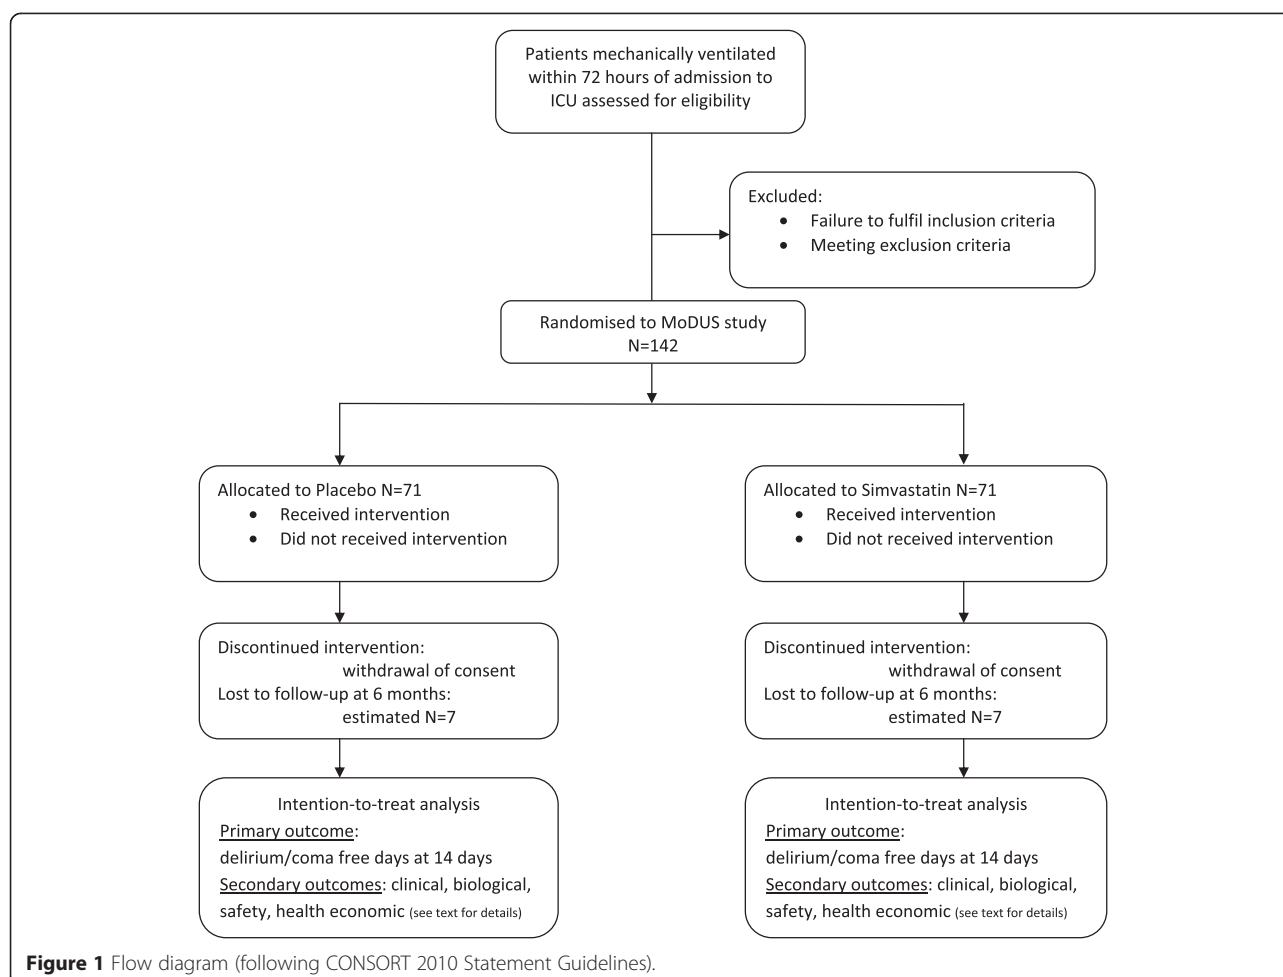 Patients mechanically ventilated
within 72 hours of admission to
ICU assessed for eligibility
Excluded:
• Failure to fulfil inclusion criteria
• Meeting exclusion criteria
Randomised to MoDUS study
N=142
Allocated to Placebo N=71
• Received intervention
• Did not received intervention
Allocated to Simvastatin N=71
• Received intervention
• Did not received intervention
Discontinued intervention:
withdrawal of consent
Lost to follow-up at 6 months:
estimated N=7
Discontinued intervention:
withdrawal of consent
Lost to follow-up at 6 months:
estimated N=7
Intention-to-treat analysis
Primary outcome:
delirium/coma free days at 14 days
Secondary outcomes: clinical, biological,
safety, health economic (see text for details)
Intention-to-treat analysis
Primary outcome:
delirium/coma free days at 14 days
Secondary outcomes: clinical, biological,
safety, health economic (see text for details)
Figure 1 Flow diagram (following CONSORT 2010 Statement Guidelines).